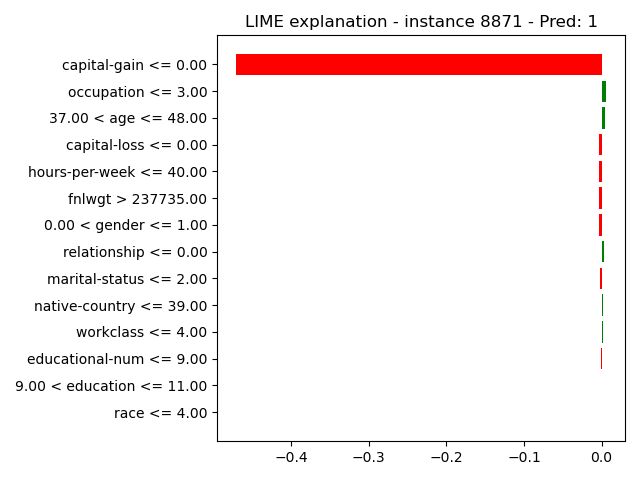 LIME explanation - instance 8871 - Pred: 1
capital-gain <= 0.00
occupation <= 3.00
37.00 < age <= 48.00
capital-loss <= 0.00
hours-per-week <= 40.00
fnlwgt > 237735.00
0.00 < gender <= 1.00
relationship <= 0.00
marital-status <= 2.00
native-country <= 39.00
workclass <= 4.00
educational-num <= 9.00
9.00 < education <= 11.00
race <= 4.00
−0.4 −0.3 −0.2 −0.1 0.0